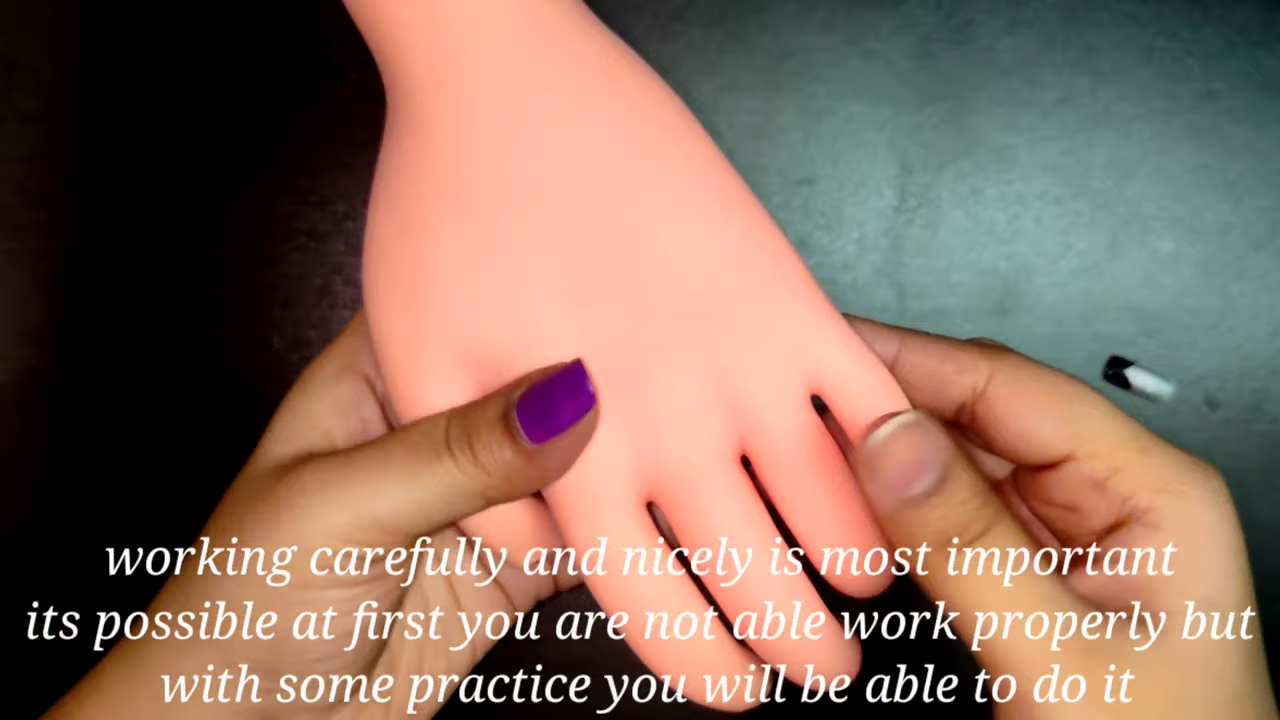 working carefully and nicely is most important
its possible at first you are not able work properly but
with some practice you will be able to do it